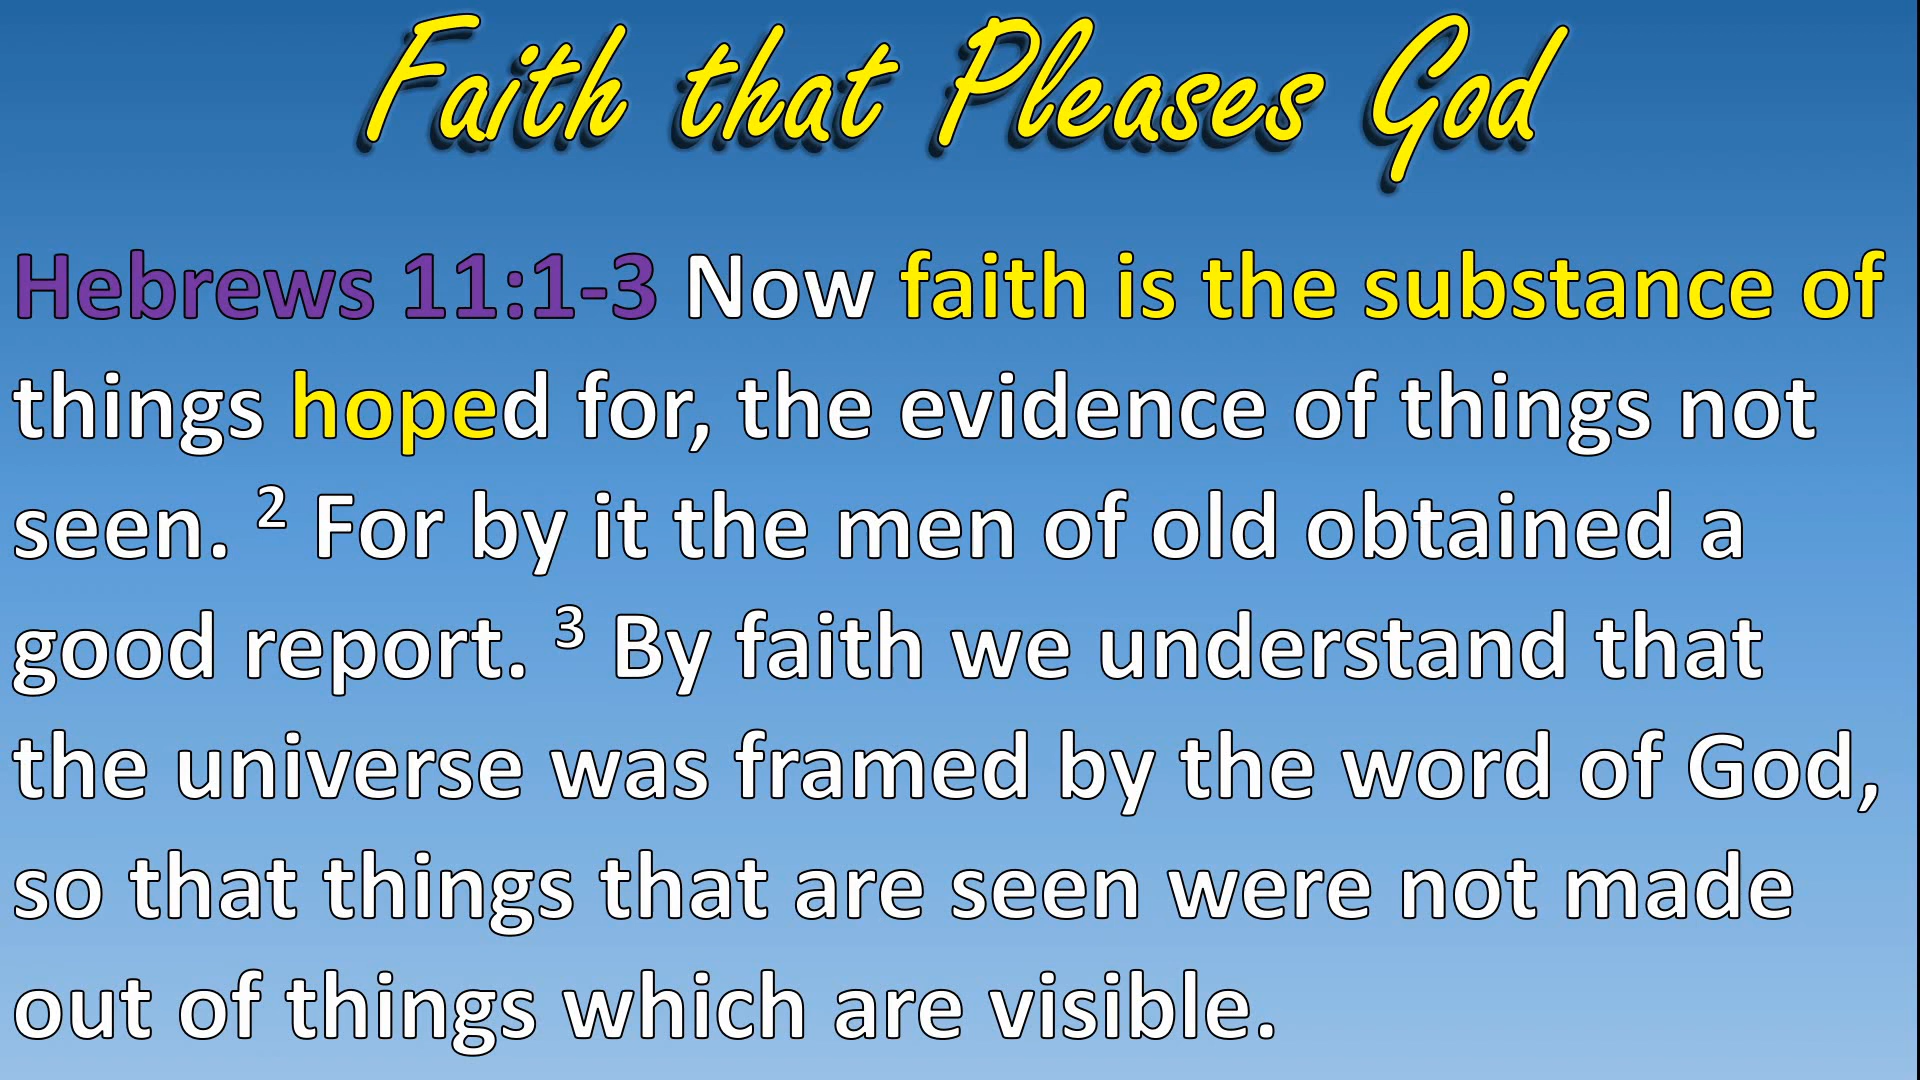 Faith that Pleases God
Hebrews 11:1-3 Now faith is the substance of
things hoped for, the evidence of things not
seen. ² For by it the men of old obtained a
good report. ³ By faith we understand that
the universe was framed by the word of God,
so that things that are seen were not made
out of things which are visible.